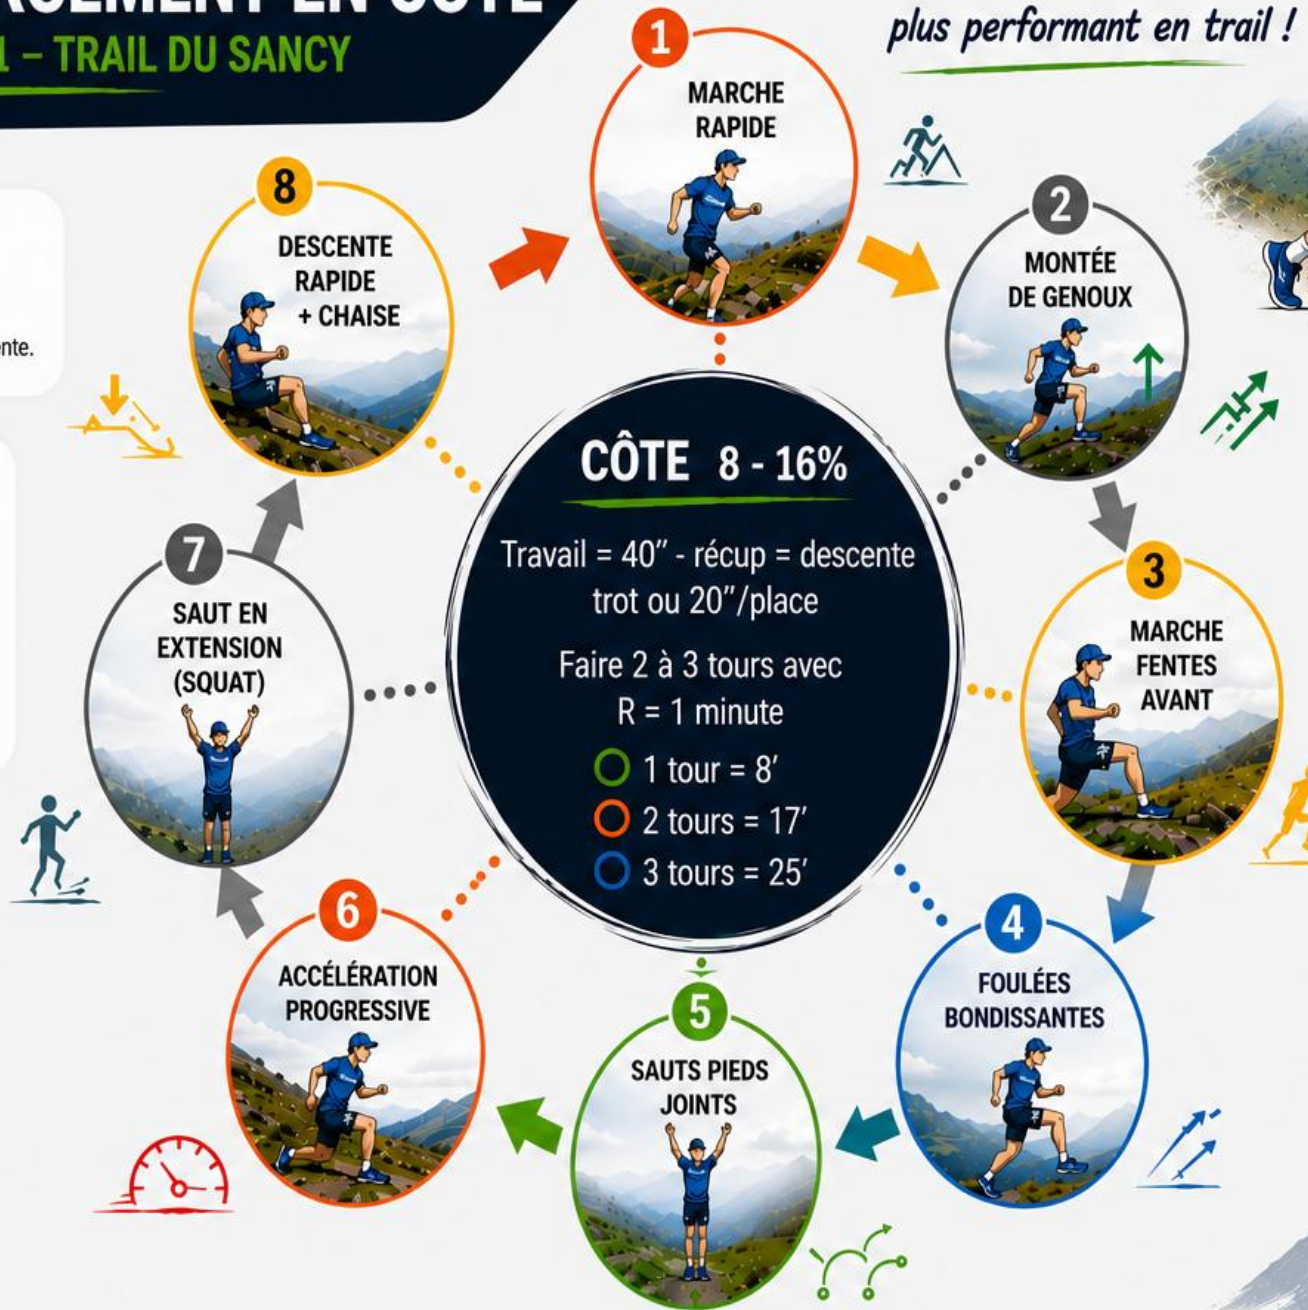 EN CÔTE
1 – TRAIL DU SANCY
plus performant en trail !
1
MARCHE
RAPIDE
2
MONTÉE
DE GENOUX
3
MARCHE
FENTES
AVANT
4
FOULÉES
BONDISSANTES
5
SAUTS PIEDS
JOINTS
6
ACCÉLÉRATION
PROGRESSIVE
7
SAUT EN
EXTENSION
(SQUAT)
8
DESCENTE
RAPIDE
+ CHAISE
CÔTE 8 - 16%
Travail = 40" - récup = descente
trot ou 20"/place
Faire 2 à 3 tours avec
R = 1 minute
1 tour = 8'
2 tours = 17'
3 tours = 25'